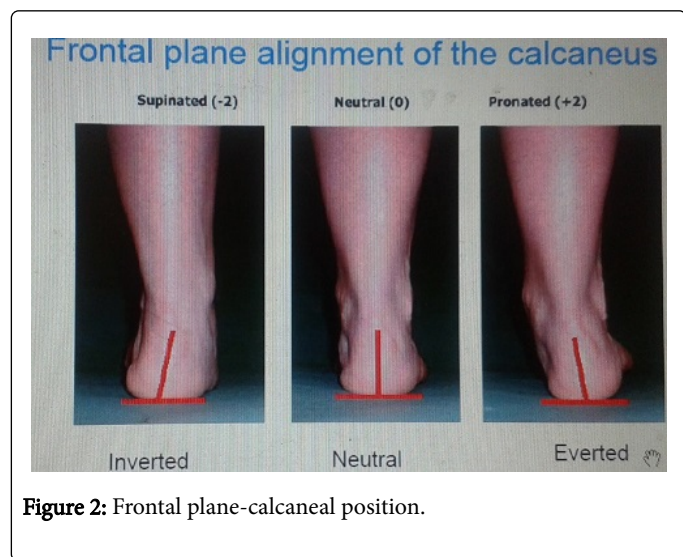 Frontal plane alignment of the calcaneus
Supinated (-2) Neutral (0) Pronated (+2)
Inverted Neutral Everted
Figure 2: Frontal plane-calcaneal position.